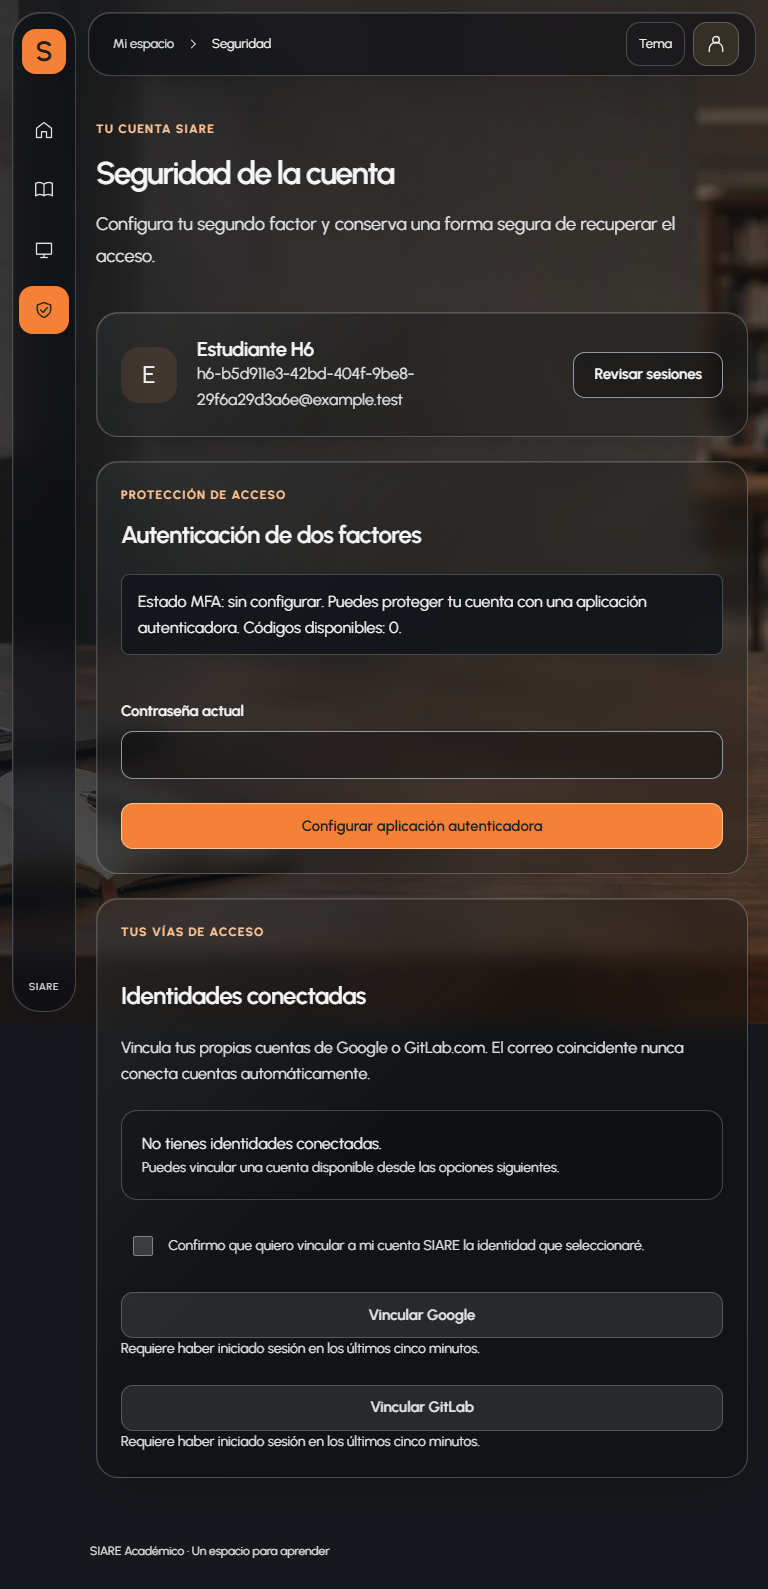 S
Mi espacio > Seguridad
Tema
TU CUENTA SIARE
Seguridad de la cuenta
Configura tu segundo factor y conserva una forma segura de recuperar el
acceso.
E
Estudiante H6
h6-b5d911e3-42bd-404f-9be8-
29f6a29d3a6e@example.test
Revisar sesiones
PROTECCIÓN DE ACCESO
Autenticación de dos factores
Estado MFA: sin configurar. Puedes proteger tu cuenta con una aplicación
autenticadora. Códigos disponibles: 0.
Contraseña actual
Configurar aplicación autenticadora
TUS VÍAS DE ACCESO
SIARE
Identidades conectadas
Vincula tus propias cuentas de Google o GitLab.com. El correo coincidente nunca
conecta cuentas automáticamente.
No tienes identidades conectadas.
Puedes vincular una cuenta disponible desde las opciones siguientes.
Confirmo que quiero vincular a mi cuenta SIARE la identidad que seleccionaré.
Vincular Google
Requiere haber iniciado sesión en los últimos cinco minutos.
Vincular GitLab
Requiere haber iniciado sesión en los últimos cinco minutos.
SIARE Académico · Un espacio para aprender